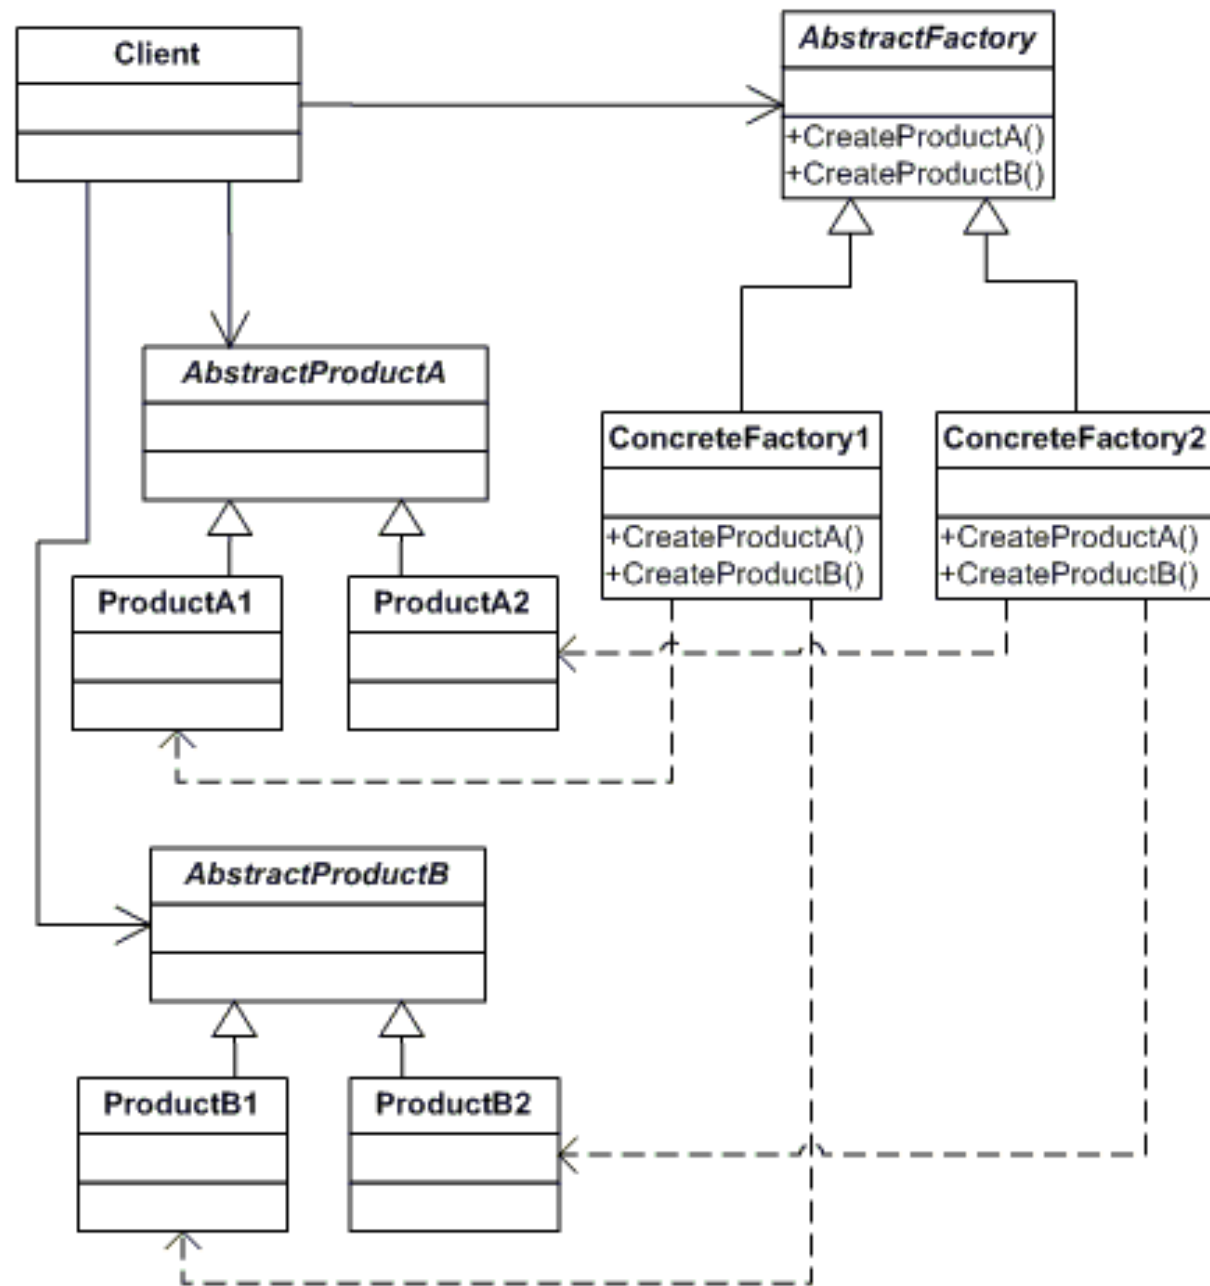 Client
AbstractFactory
+CreateProductA()
+CreateProductB()
AbstractProductA
ConcreteFactory1
+CreateProductA()
+CreateProductB()
ConcreteFactory2
+CreateProductA()
+CreateProductB()
ProductA1
ProductA2
AbstractProductB
ProductB1
ProductB2